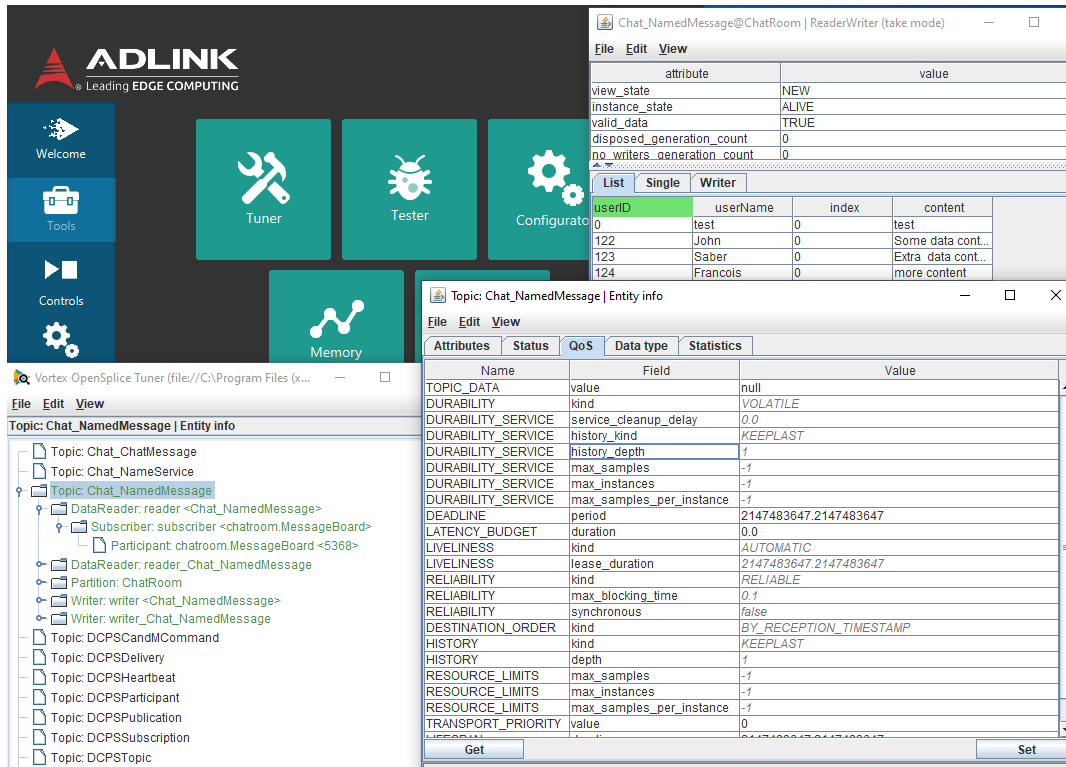 ADLINK
® Leading EDGE COMPUTING
Welcome
Tools
Controls
Tuner
Tester
Configurato
Memory
Chat_NamedMessage@ChatRoom | ReaderWriter (take mode)
File Edit View
attribute value
view_state NEW
instance_state ALIVE
valid_data TRUE
disposed_generation_count 0
no_writers_generation_count 0
List Single Writer
userID userName index content
0 test 0 test
122 John 0 Some data cont...
123 Saber 0 Extra data cont...
124 Francois 0 more content
Vortex OpenSplice Tuner (file://C:\Program Files (x...
File Edit View
Topic: Chat_NamedMessage | Entity info
Topic: Chat_ChatMessage
Topic: Chat_NameService
Topic: Chat_NamedMessage
DataReader: reader <Chat_NamedMessage>
Subscriber: subscriber <chatroom.MessageBoard>
Participant: chatroom.MessageBoard <5368>
DataReader: reader_Chat_NamedMessage
Partition: ChatRoom
Writer: writer <Chat_NamedMessage>
Writer: writer_Chat_NamedMessage
Topic: DCPSCandMCommand
Topic: DCPSDelivery
Topic: DCPSHeartbeat
Topic: DCPSParticipant
Topic: DCPSPublication
Topic: DCPSSubscription
Topic: DCPSTopic
Topic: Chat_NamedMessage | Entity info
File Edit View
Attributes Status QoS Data type Statistics
Name Field Value
TOPIC_DATA value null
DURABILITY kind VOLATILE
DURABILITY_SERVICE service_cleanup_delay 0.0
DURABILITY_SERVICE history_kind KEEPLAST
DURABILITY_SERVICE history_depth 1
DURABILITY_SERVICE max_samples -1
DURABILITY_SERVICE max_instances -1
DURABILITY_SERVICE max_samples_per_instance -1
DEADLINE period 2147483647.2147483647
LATENCY_BUDGET duration 0.0
LIVELINESS kind AUTOMATIC
LIVELINESS lease_duration 2147483647.2147483647
RELIABILITY kind RELIABLE
RELIABILITY max_blocking_time 0.1
RELIABILITY synchronous false
DESTINATION_ORDER kind BY_RECEPTION_TIMESTAMP
HISTORY kind KEEPLAST
HISTORY depth 1
RESOURCE_LIMITS max_samples -1
RESOURCE_LIMITS max_instances -1
RESOURCE_LIMITS max_samples_per_instance -1
TRANSPORT_PRIORITY value 0
Get Set